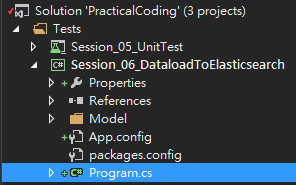 Solution 'PracticalCoding' (3 projects)
Tests
Session_05_UnitTest
Session_06_DataloadToElasticsearch
Properties
References
Model
App.config
packages.config
Program.cs